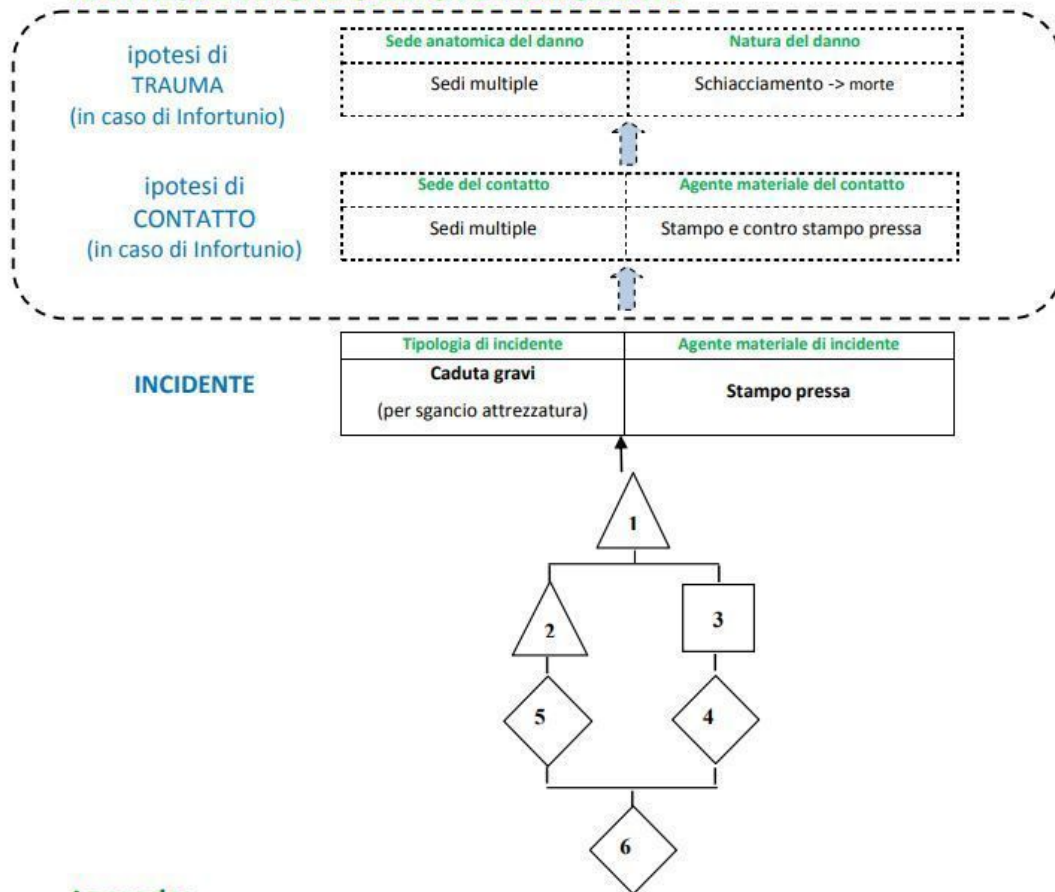 Sede anatomica del danno Natura del danno
ipotesi di
TRAUMA
(in caso di Infortunio)
Sedi multiple Schiacciamento -> morte
Sede del contatto Agente materiale del contatto
ipotesi di
CONTATTO
(in caso di Infortunio)
Sedi multiple Stampo e contro stampo pressa
Tipologia di incidente Agente materiale di incidente
INCIDENTE
Caduta gravi
(per sgancio attrezzatura)
Stampo pressa
1
2 3
5 4
6